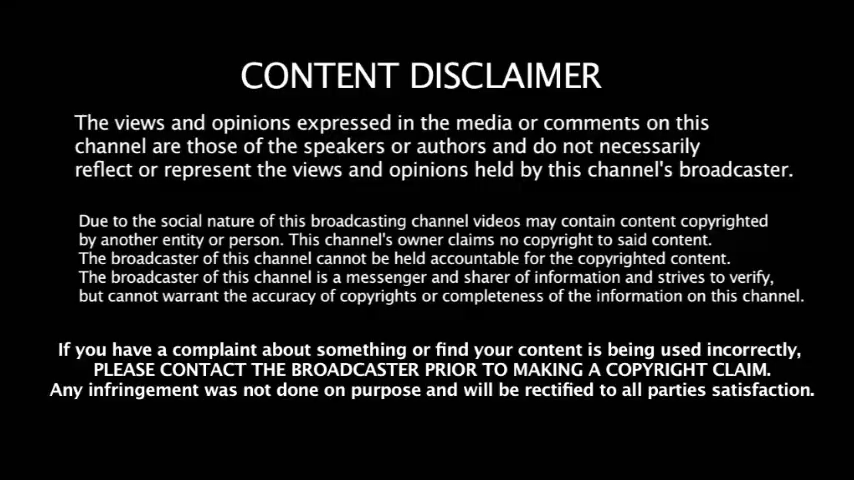 CONTENT DISCLAIMER
The views and opinions expressed in the media or comments on this
channel are those of the speakers or authors and do not necessarily
reflect or represent the views and opinions held by this channel's broadcaster.
Due to the social nature of this broadcasting channel videos may contain content copyrighted
by another entity or person. This channel's owner claims no copyright to said content.
The broadcaster of this channel cannot be held accountable for the copyrighted content.
The broadcaster of this channel is a messenger and sharer of information and strives to verify,
but cannot warrant the accuracy of copyrights or completeness of the information on this channel.
If you have a complaint about something or find your content is being used incorrectly,
PLEASE CONTACT THE BROADCASTER PRIOR TO MAKING A COPYRIGHT CLAIM.
Any infringement was not done on purpose and will be rectified to all parties satisfaction.